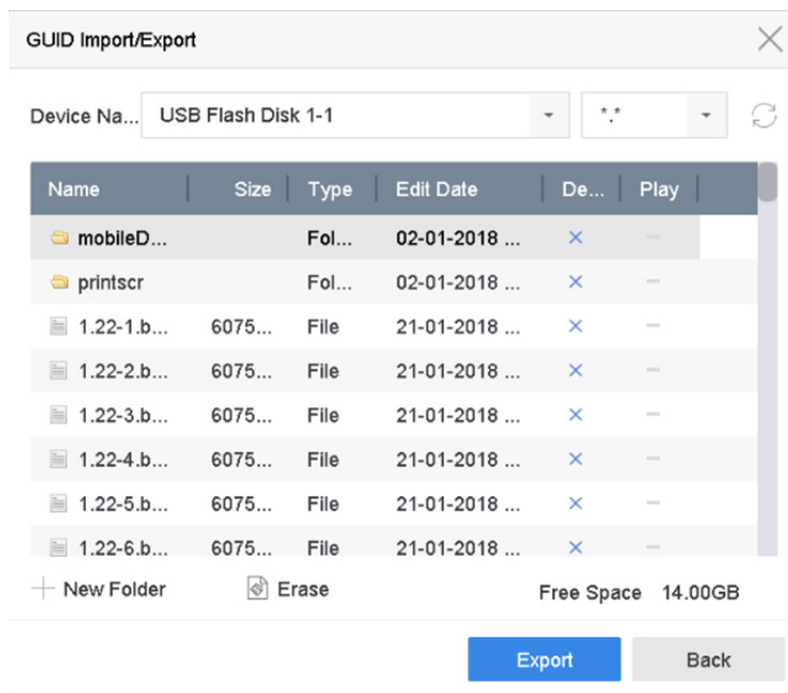 GUID Import/Export
Device Na... USB Flash Disk 1-1 *.*
Name Size Type Edit Date De... Play
mobileD... Fol... 02-01-2018 ...
printscr Fol... 02-01-2018 ...
1.22-1.b... 6075... File 21-01-2018 ...
1.22-2.b... 6075... File 21-01-2018 ...
1.22-3.b... 6075... File 21-01-2018 ...
1.22-4.b... 6075... File 21-01-2018 ...
1.22-5.b... 6075... File 21-01-2018 ...
1.22-6.b... 6075... File 21-01-2018 ...
New Folder Erase Free Space 14.00GB
Export Back